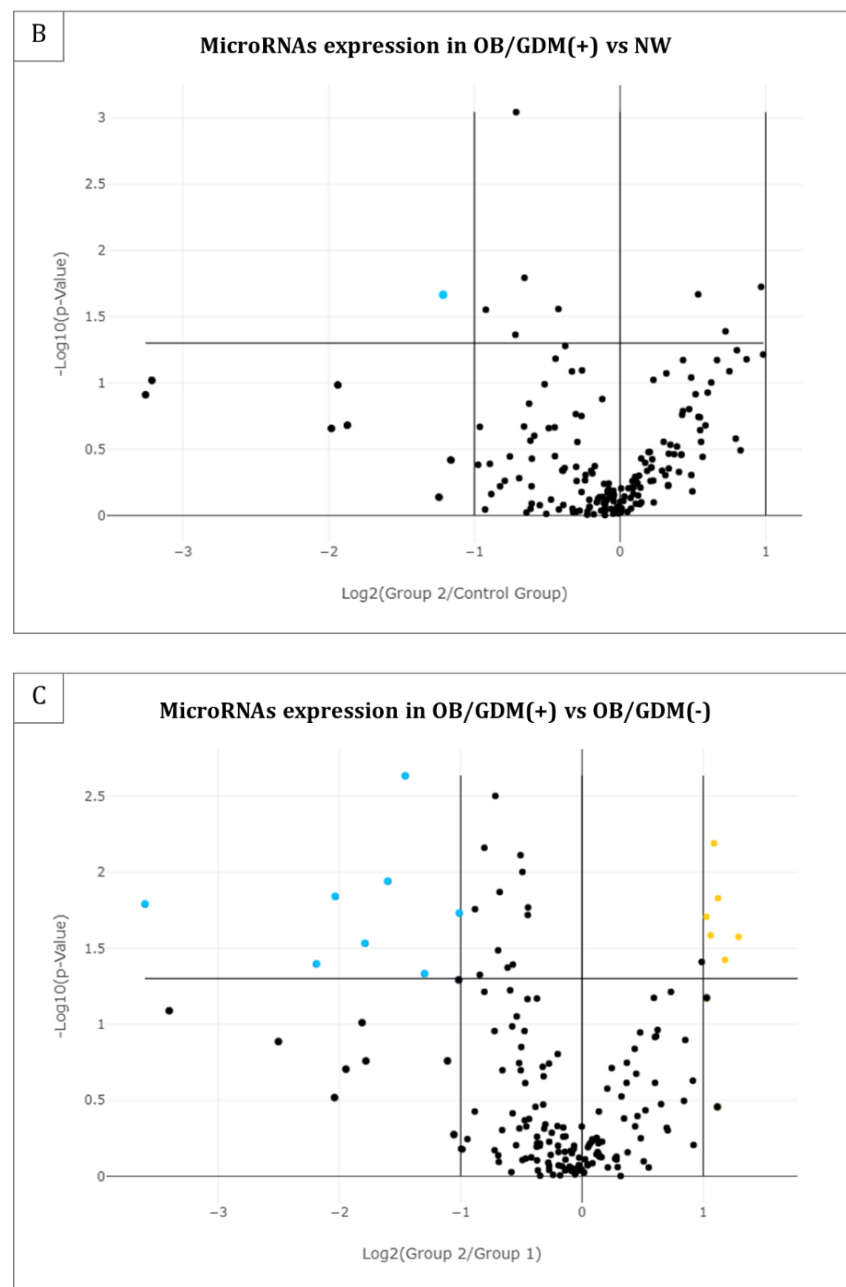 B
MicroRNAs expression in OB/GDM(+) vs NW
3
2.5
2
1.5
1
0.5
0
-Log10(p-Value)
−3 −2 −1 0 1
Log2(Group 2/Control Group)
C
MicroRNAs expression in OB/GDM(+) vs OB/GDM(-)
2.5
2
1.5
1
0.5
0
-Log10(p-Value)
−3 −2 −1 0 1
Log2(Group 2/Group 1)